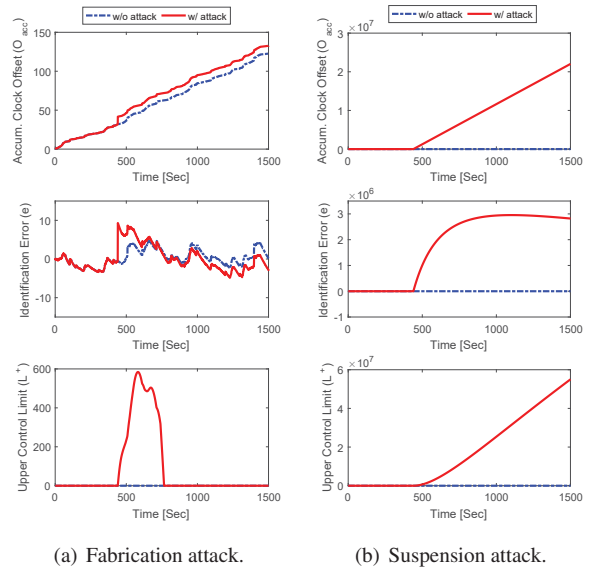 w/o attack w/ attack
Accum. Clock Offset (O acc)
150
100
50
0
0 500 1000 1500
Time [Sec]
Identification Error (e)
10
0
-10
0 500 1000 1500
Time [Sec]
Upper Control Limit (L+)
600
400
200
0
0 500 1000 1500
Time [Sec]
(a) Fabrication attack.
w/o attack w/ attack
×10^7
Accum. Clock Offset (O acc)
3
2
1
0
0 500 1000 1500
Time [Sec]
×10^6
Identification Error (e)
3
2
1
0
-1
0 500 1000 1500
Time [Sec]
×10^7
Upper Control Limit (L+)
6
4
2
0
0 500 1000 1500
Time [Sec]
(b) Suspension attack.